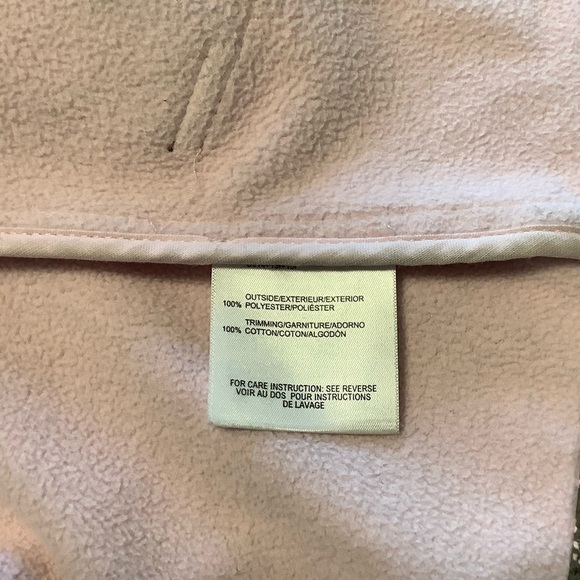 OUTSIDE/EXTERIEUR/EXTERIOR
100% POLYESTER/POLIÉSTER
TRIMMING/GARNITURE/ADORNO
100% COTTON/COTON/ALGODÓN
FOR CARE INSTRUCTION: SEE REVERSE
VOIR AU DOS POUR INSTRUCTIONS
DE LAVAGE